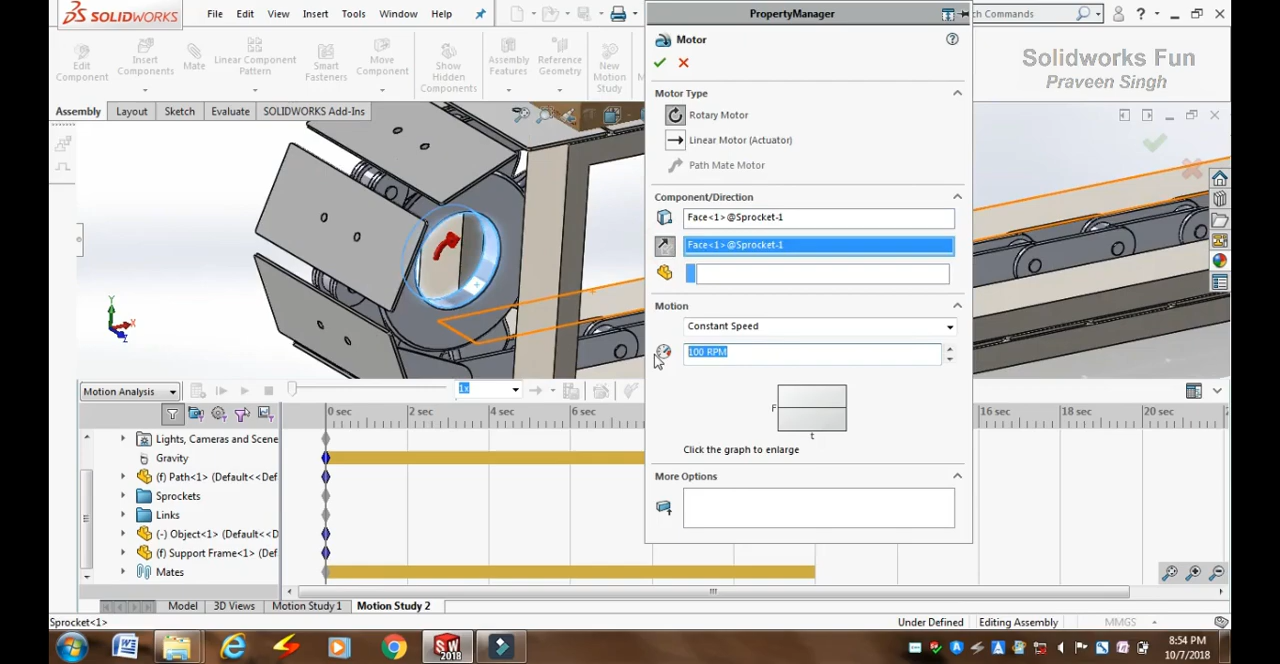 SOLIDWORKS
File Edit View Insert Tools Window Help
PropertyManager
ch Commands
Edit Component
Insert Components
Mate
Linear Component Pattern
Smart Fasteners
Move Component
Show Hidden Components
Assembly Features
Reference Geometry
New Motion Study
Motor
Solidworks Fun
Praveen Singh
Assembly Layout Sketch Evaluate SOLIDWORKS Add-Ins
Motor Type
Rotary Motor
Linear Motor (Actuator)
Path Mate Motor
Component/Direction
Face<1>@Sprocket-1
Face<1>@Sprocket-1
Motion
Constant Speed
100 RPM
F
t
Click the graph to enlarge
More Options
Y
X
Z
Motion Analysis
1x
0 sec 2 sec 4 sec 6 sec 16 sec 18 sec 20 sec
Lights, Cameras and Scene
Gravity
(f) Path<1> (Default<<Def
Sprockets
Links
(-) Object<1> (Default<<D
(f) Support Frame<1> (Def
Mates
Model 3D Views Motion Study 1 Motion Study 2
Sprocket<1>
Under Defined Editing Assembly MMGS
SW
2018
8:54 PM
10/7/2018